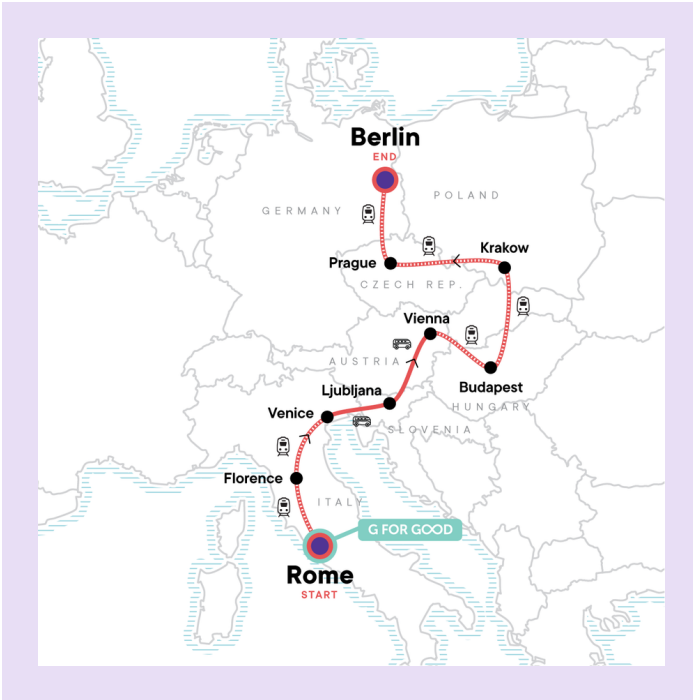 Berlin
END
GERMANY
POLAND
Krakow
Prague
CZECH REP.
Vienna
AUSTRIA
Budapest
Ljubljana
HUNGARY
Venice
SLOVENIA
Florence
ITALY
G FOR GOOD
Rome
START